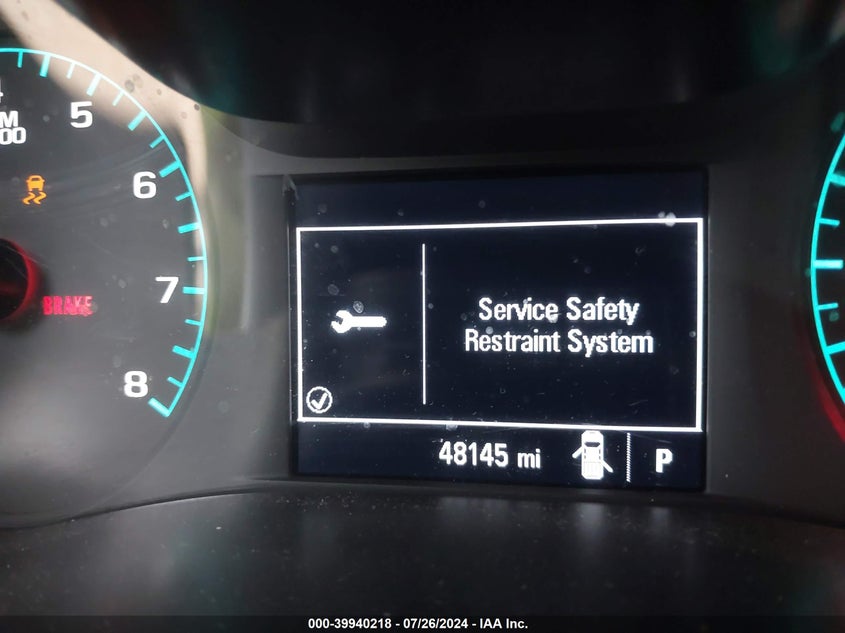 5
6
7
8
BRAKE
Service Safety
Restraint System
48145 mi
P
000-39940218 - 07/26/2024 - IAA Inc.